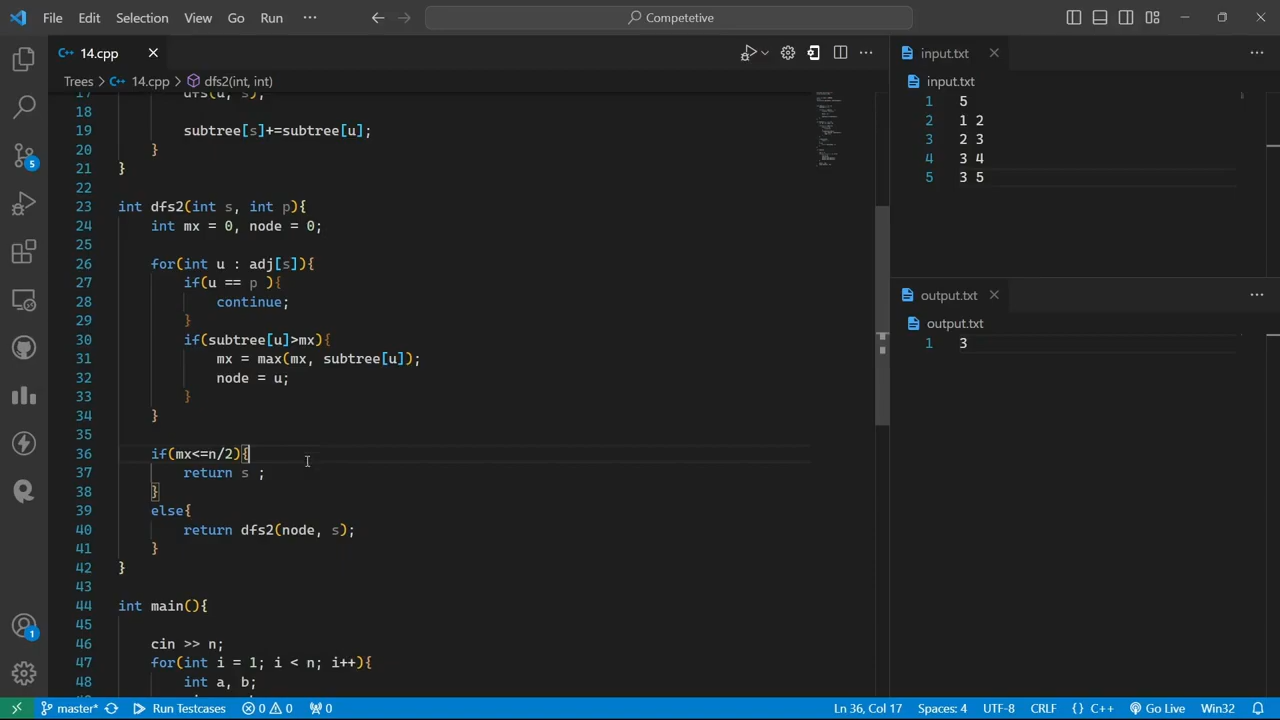 File Edit Selection View Go Run ··· Competetive
14.cpp
Trees > 14.cpp > dfs2(int, int)
17 dfs(u, s);
18
19 subtree[s]+=subtree[u];
20 }
21 }
22
23 int dfs2(int s, int p){
24 int mx = 0, node = 0;
25
26 for(int u : adj[s]){
27 if(u == p ){
28 continue;
29 }
30 if(subtree[u]>mx){
31 mx = max(mx, subtree[u]);
32 node = u;
33 }
34 }
35
36 if(mx<=n/2){
37 return s ;
38 }
39 else{
40 return dfs2(node, s);
41 }
42 }
43
44 int main(){
45
46 cin >> n;
47 for(int i = 1; i < n; i++){
48 int a, b;
input.txt
input.txt
1 5
2 1 2
3 2 3
4 3 4
5 3 5
output.txt
output.txt
1 3
5
1
master* Run Testcases 0 0 0 Ln 36, Col 17 Spaces: 4 UTF-8 CRLF {} C++ Go Live Win32